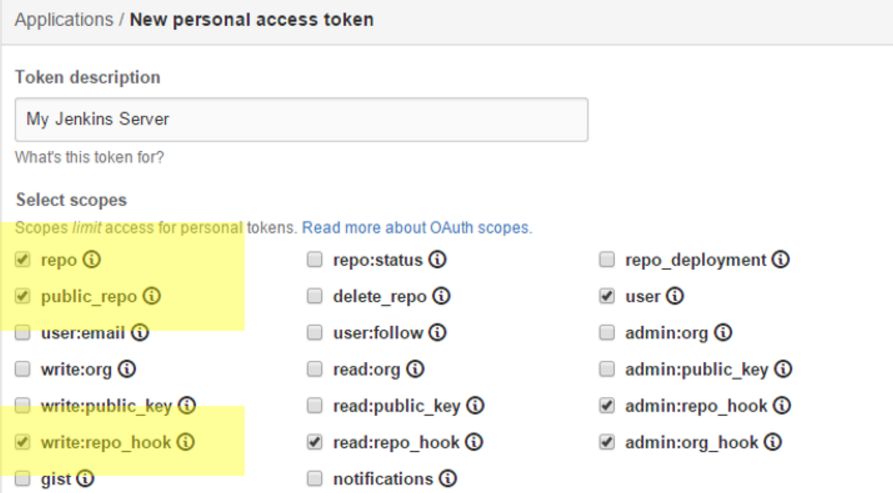 Applications / New personal access token
Token description
My Jenkins Server
What's this token for?
Select scopes
Scopes limit access for personal tokens. Read more about OAuth scopes.
repo repo:status repo_deployment
public_repo delete_repo user
user:email user:follow admin:org
write:org read:org admin:public_key
write:public_key read:public_key admin:repo_hook
write:repo_hook read:repo_hook admin:org_hook
gist notifications